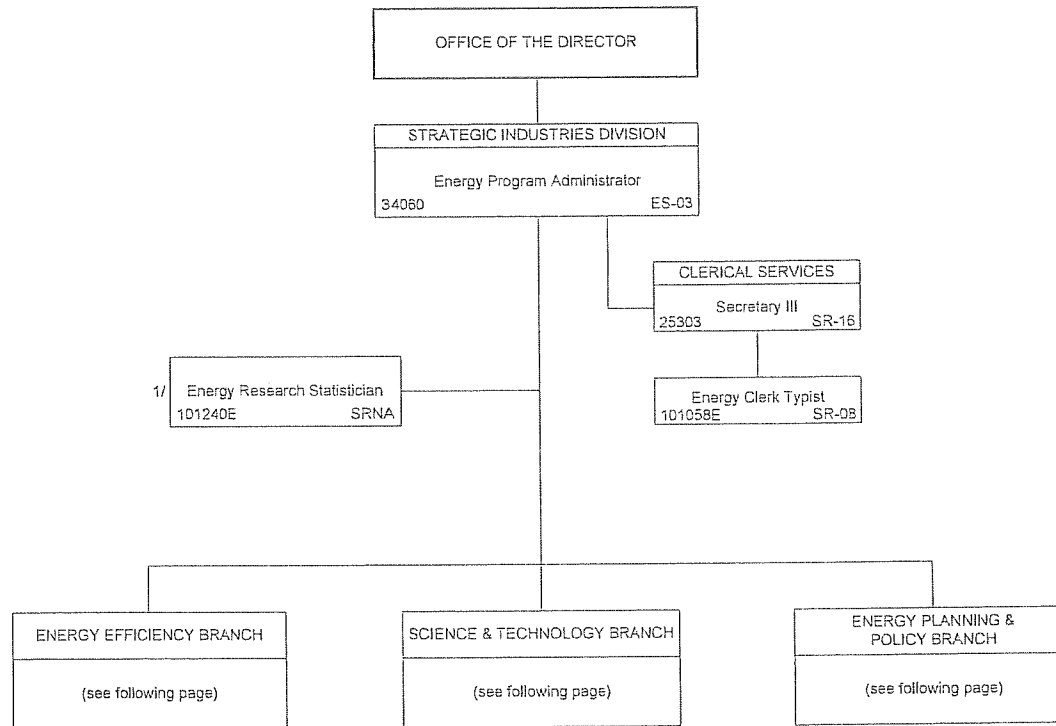 OFFICE OF THE DIRECTOR
STRATEGIC INDUSTRIES DIVISION
Energy Program Administrator
34060 ES-03
CLERICAL SERVICES
Secretary III
25303 SR-16
1/ Energy Research Statistician
101240E SRNA
Energy Clerk Typist
101058E SR-08
ENERGY EFFICIENCY BRANCH
(see following page)
SCIENCE & TECHNOLOGY BRANCH
(see following page)
ENERGY PLANNING &
POLICY BRANCH
(see following page)